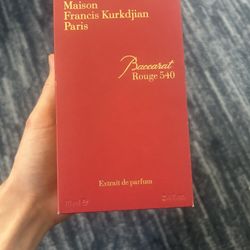 Maison
Francis Kurkdjian
Paris
Baccarat
Rouge 540
Extrait de parfum